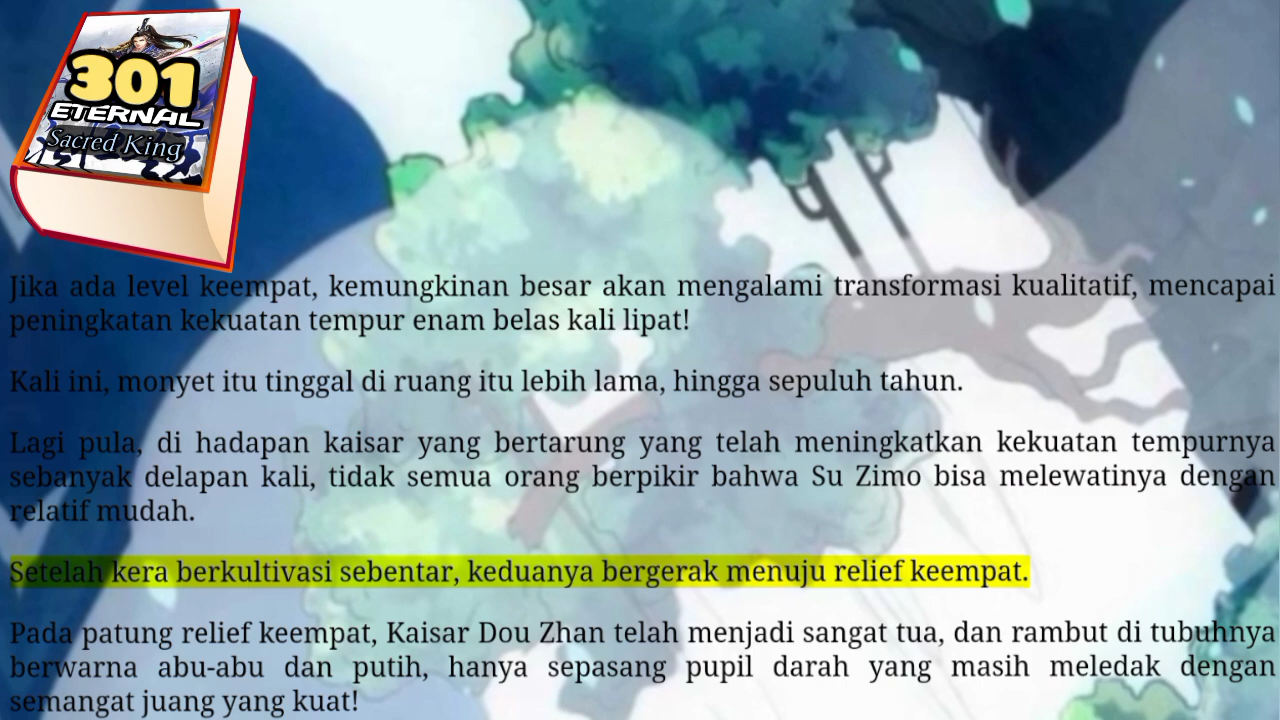 301
ETERNAL
Sacred King
Jika ada level keempat, kemungkinan besar akan mengalami transformasi kualitatif, mencapai
peningkatan kekuatan tempur enam belas kali lipat!
Kali ini, monyet itu tinggal di ruang itu lebih lama, hingga sepuluh tahun.
Lagi pula, di hadapan kaisar yang bertarung yang telah meningkatkan kekuatan tempurnya
sebanyak delapan kali, tidak semua orang berpikir bahwa Su Zimo bisa melewatinya dengan
relatif mudah.
Setelah kera berkultivasi sebentar, keduanya bergerak menuju relief keempat.
Pada patung relief keempat, Kaisar Dou Zhan telah menjadi sangat tua, dan rambut di tubuhnya
berwarna abu-abu dan putih, hanya sepasang pupil darah yang masih meledak dengan
semangat juang yang kuat!